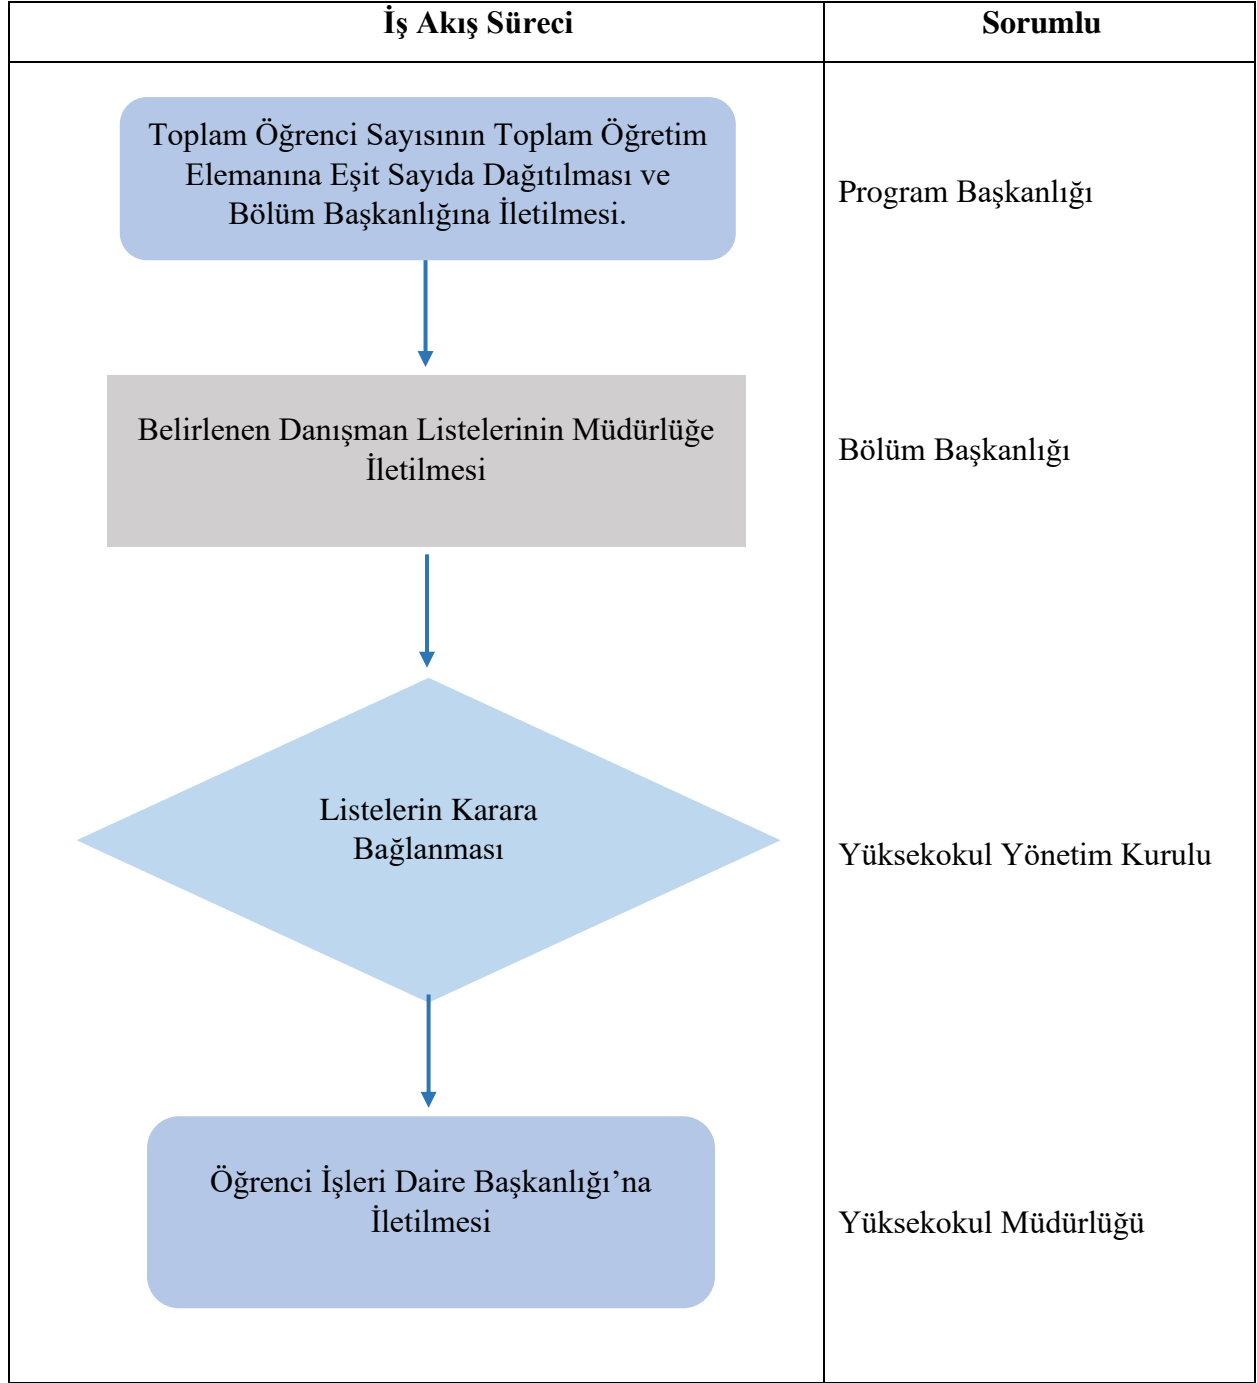 İş Akış Süreci
Sorumlu
Toplam Öğrenci Sayısının Toplam Öğretim
Elemanına Eşit Sayıda Dağıtılması ve
Bölüm Başkanlığına İletilmesi.
Program Başkanlığı
Belirlenen Danışman Listelerinin Müdürlüğe
İletilmesi
Bölüm Başkanlığı
Listelerin Karara
Bağlanması
Yüksekokul Yönetim Kurulu
Öğrenci İşleri Daire Başkanlığı’na
İletilmesi
Yüksekokul Müdürlüğü